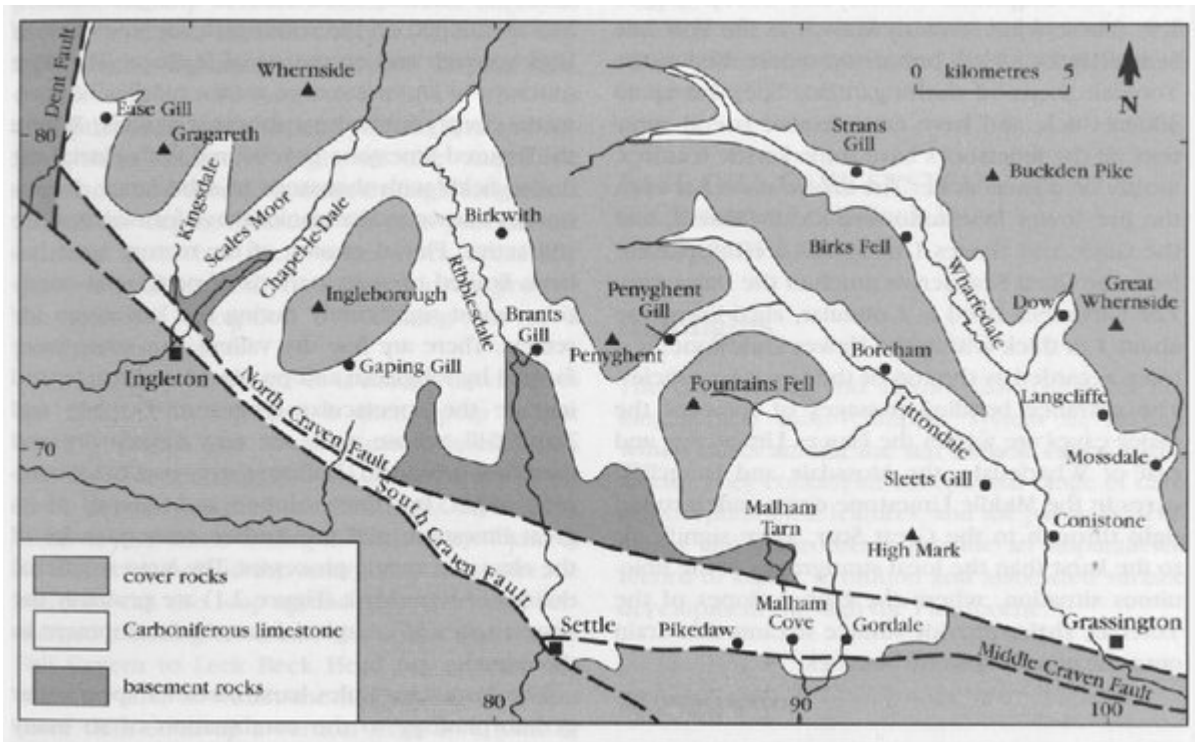 Dent Fault
Whernside
0 kilometres 5
N
Ease Gill
80
Gragareth
Strans
Gill
Buckden Pike
Kingsdale
Scales Moor
Chapel-le-Dale
Birkwith
Birks Fell
Wharfedale
Ribblesdale
Ingleborough
Penyghent
Gill
Dow
Great
Whernside
Brants
Gill
Penyghent
Boreham
Ingleton
Gaping Gill
Fountains Fell
Langcliffe
Littondale
North Craven Fault
70
Mossdale
Sleets Gill
South Craven Fault
Malham
Tarn
High Mark
Conistone
cover rocks
Malham
Cove
Gordale
Carboniferous limestone
Settle
Pikedaw
Grassington
Middle Craven Fault
basement rocks
80
90
100